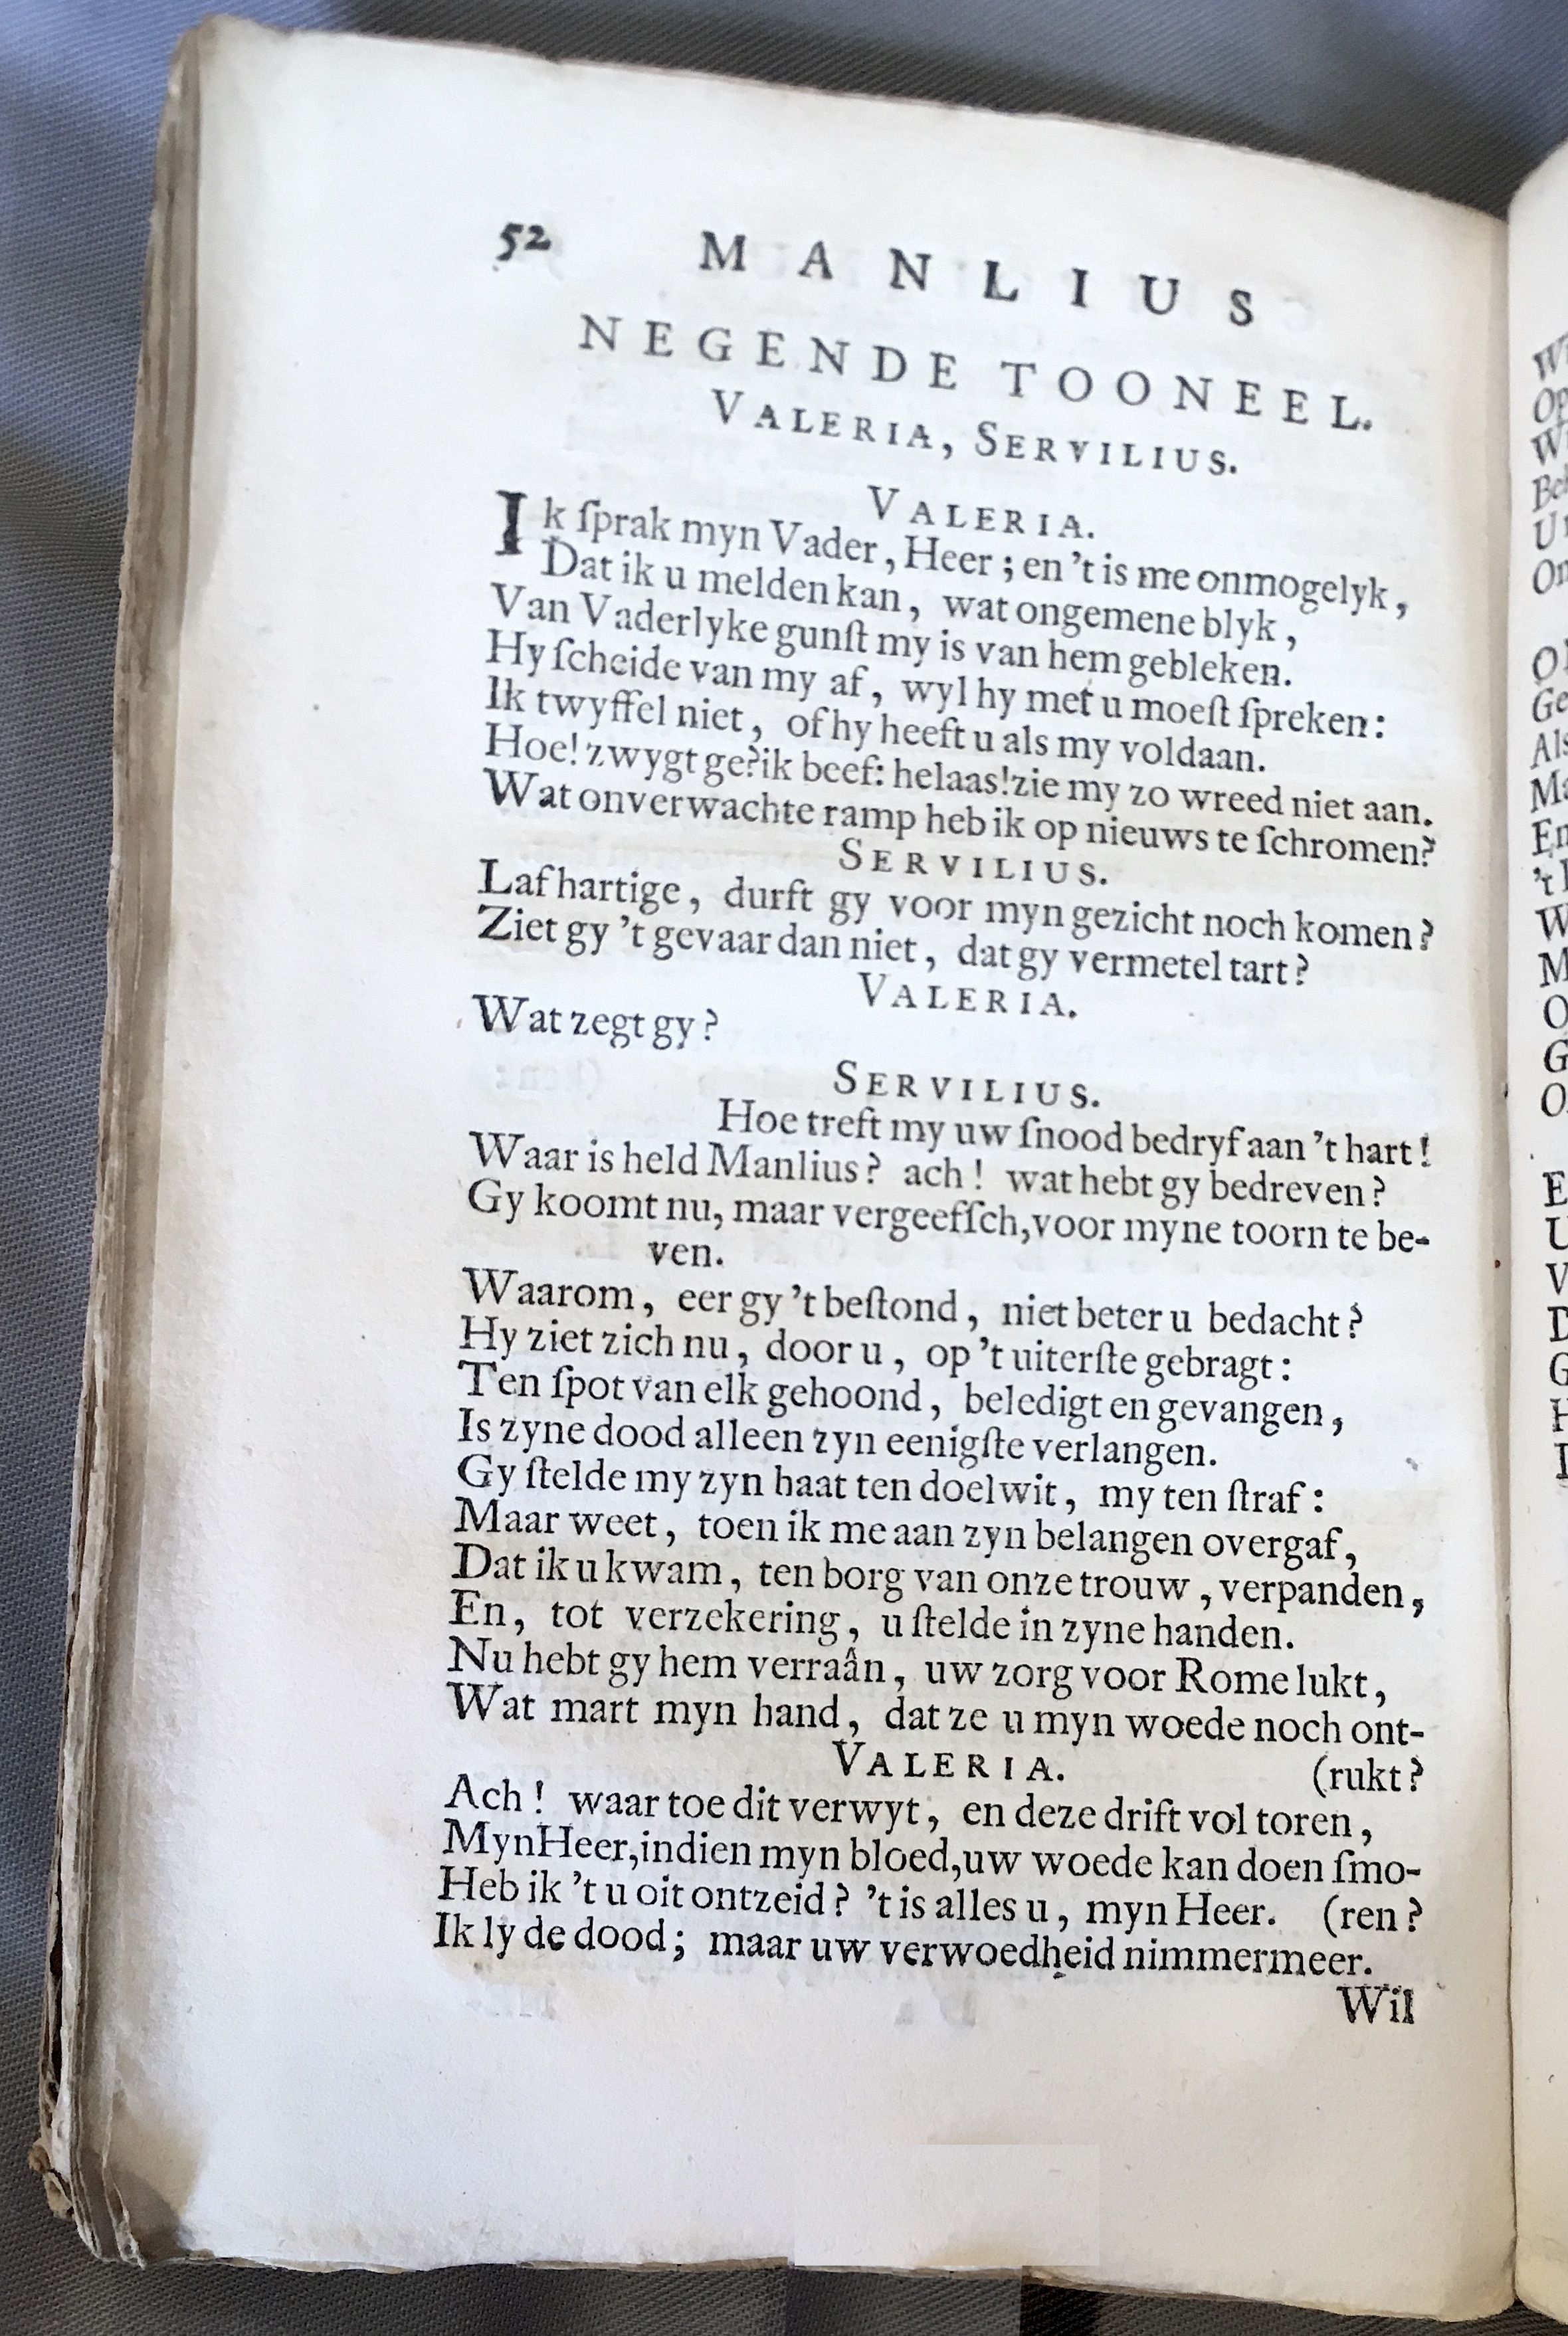 52 MANLIUS
NEGENDE TOONEEL.
VALERIA, SERVILIUS.
VALERIA.
Ik ſprak myn Vader, Heer; en 't is me onmogelyk,
Dat ik u melden kan, wat ongemene blyk,
Van Vaderlyke gunſt my is van hem gebleken.
Hy ſcheide van my af, wyl hy met u moeſt ſpreken:
Ik twyffel niet, of hy heeft u als my voldaan.
Hoe! zwygt ge? ik beef: helaas! zie my zo wreed niet aan.
Wat onverwachte ramp heb ik op nieuws te ſchromen?
SERVILIUS.
Lafhartige, durft gy voor myn gezicht noch komen?
Ziet gy 't gevaar dan niet, dat gy vermetel tart?
VALERIA.
Wat zegt gy?
SERVILIUS.
Hoe treft my uw ſnood bedryf aan 't hart!
Waar is held Manlius? ach! wat hebt gy bedreven?
Gy koomt nu, maar vergeefſch, voor myne toorn te be-
ven.
Waarom, eer gy 't beſtond, niet beter u bedacht?
Hy ziet zich nu, door u, op 't uiterſte gebragt:
Ten ſpot van elk gehoond, beledigt en gevangen,
Is zyne dood alleen zyn eenigſte verlangen.
Gy ſtelde my zyn haat ten doelwit, my ten ſtraf:
Maar weet, toen ik me aan zyn belangen overgaf,
Dat ik u kwam, ten borg van onze trouw, verpanden,
En, tot verzekering, u ſtelde in zyne handen.
Nu hebt gy hem verraân, uw zorg voor Rome lukt,
Wat mart myn hand, dat ze u myn woede noch ont-
VALERIA. (rukt?
Ach! waar toe dit verwyt, en deze drift vol toren,
Myn Heer, indien myn bloed, uw woede kan doen ſmo-
Heb ik 't u oit ontzeid? 't is alles u, myn Heer. (ren?
Ik ly de dood; maar uw verwoedheid nimmermeer.
Wil